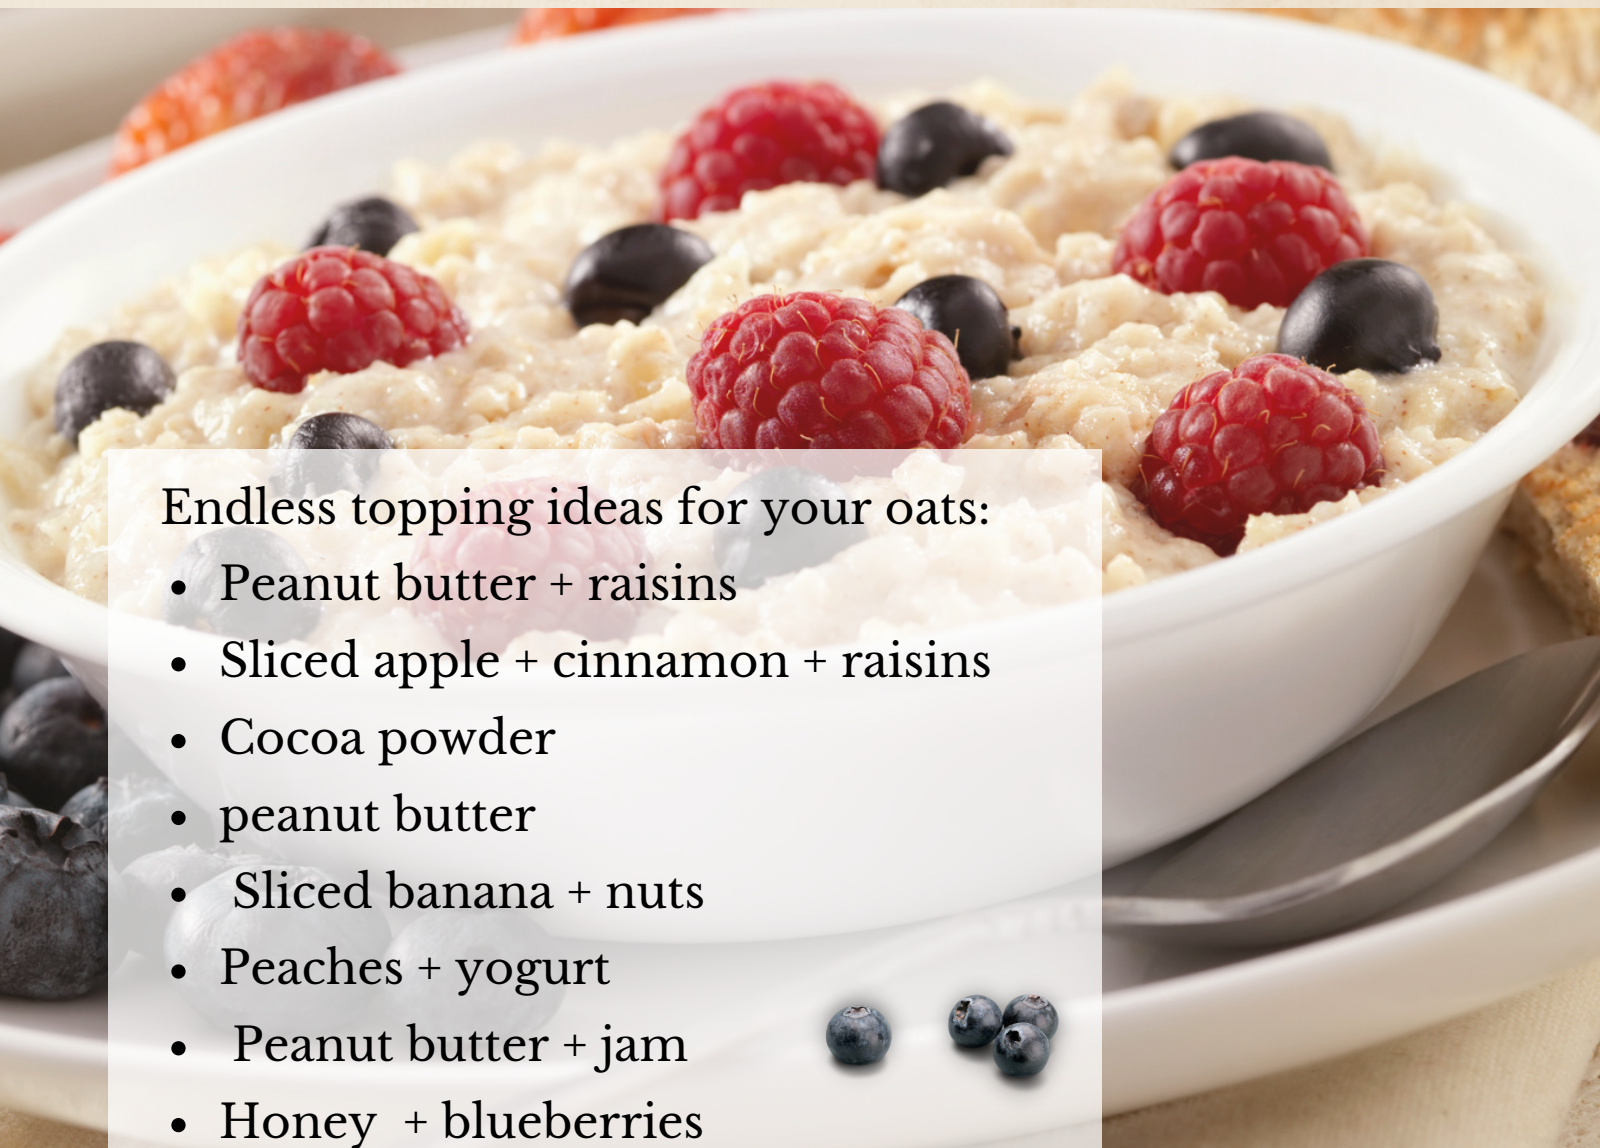 Endless topping ideas for your oats:
• Peanut butter + raisins
• Sliced apple + cinnamon + raisins
• Cocoa powder
• peanut butter
• Sliced banana + nuts
• Peaches + yogurt
• Peanut butter + jam
• Honey + blueberries